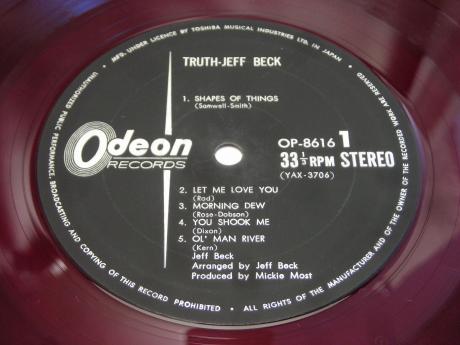 MFD. UNDER LICENCE BY TOSHIBA MUSICAL INDUSTRIES LTD. IN JAPAN •
TRUTH-JEFF BECK
1. SHAPES OF THINGS
(Samwell-Smith)
Odeon
RECORDS
OP-8616 1
33⅓ RPM STEREO
(YAX-3706)
2. LET ME LOVE YOU
(Rod)
3. MORNING DEW
(Rose-Dobson)
4. YOU SHOOK ME
(Dixon)
5. OL' MAN RIVER
(Kern)
Jeff Beck
Arranged by Jeff Beck
Produced by Mickie Most
ALL RIGHTS OF THE MANUFACTURER AND OF THE OWNER OF THE RECORDED WORK ARE RESERVED
UNAUTHORIZED PUBLIC PERFORMANCE, BROADCASTING AND COPYING OF THIS RECORD PROHIBITED •